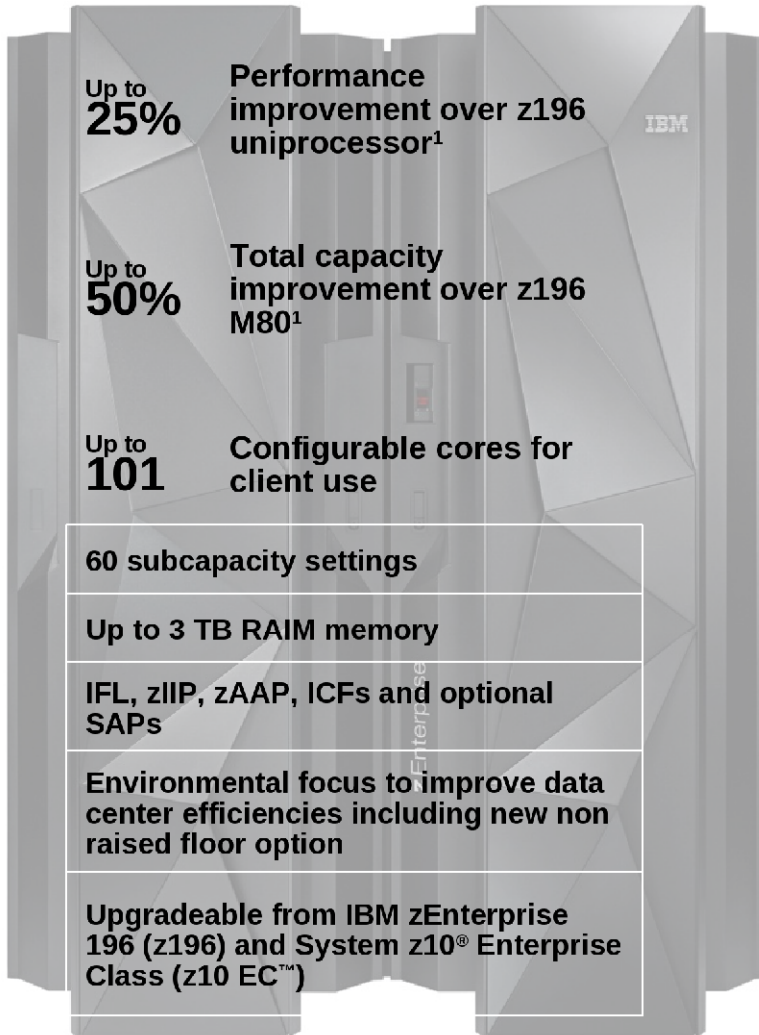 Up to
25%
Performance
improvement over z196
uniprocessor¹
IBM
Up to
50%
Total capacity
improvement over z196
M80¹
Up to
101
Configurable cores for
client use
60 subcapacity settings
Up to 3 TB RAIM memory
IFL, zIIP, zAAP, ICFs and optional
SAPs
zEnterprise
Environmental focus to improve data
center efficiencies including new non
raised floor option
Upgradeable from IBM zEnterprise
196 (z196) and System z10® Enterprise
Class (z10 EC™)